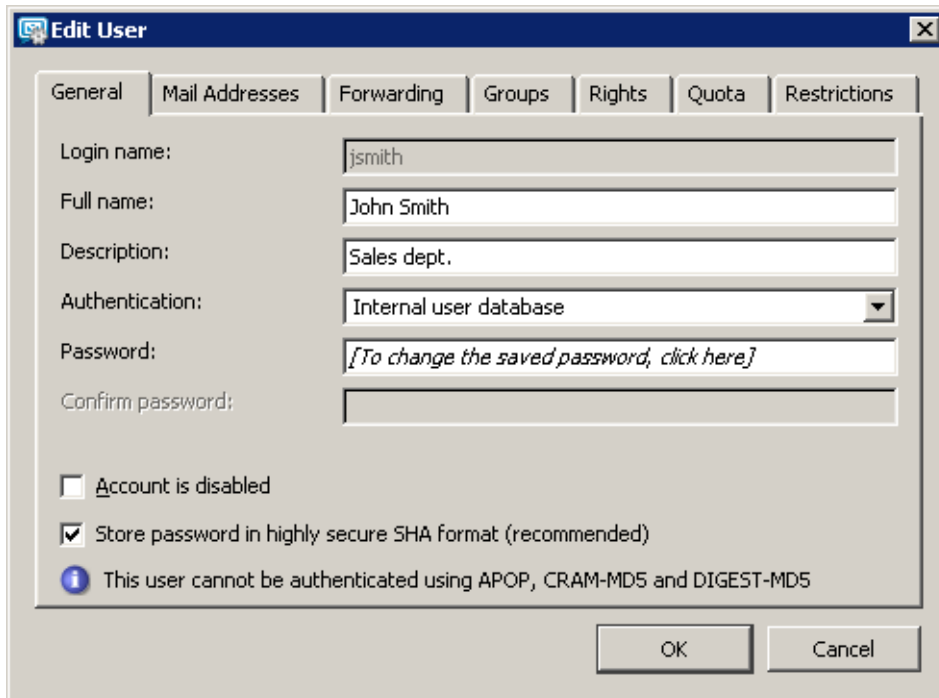 Edit User
General Mail Addresses Forwarding Groups Rights Quota Restrictions
Login name: jsmith
Full name: John Smith
Description: Sales dept.
Authentication: Internal user database
Password: [To change the saved password, click here]
Confirm password:
Account is disabled
Store password in highly secure SHA format (recommended)
This user cannot be authenticated using APOP, CRAM-MD5 and DIGEST-MD5
OK Cancel